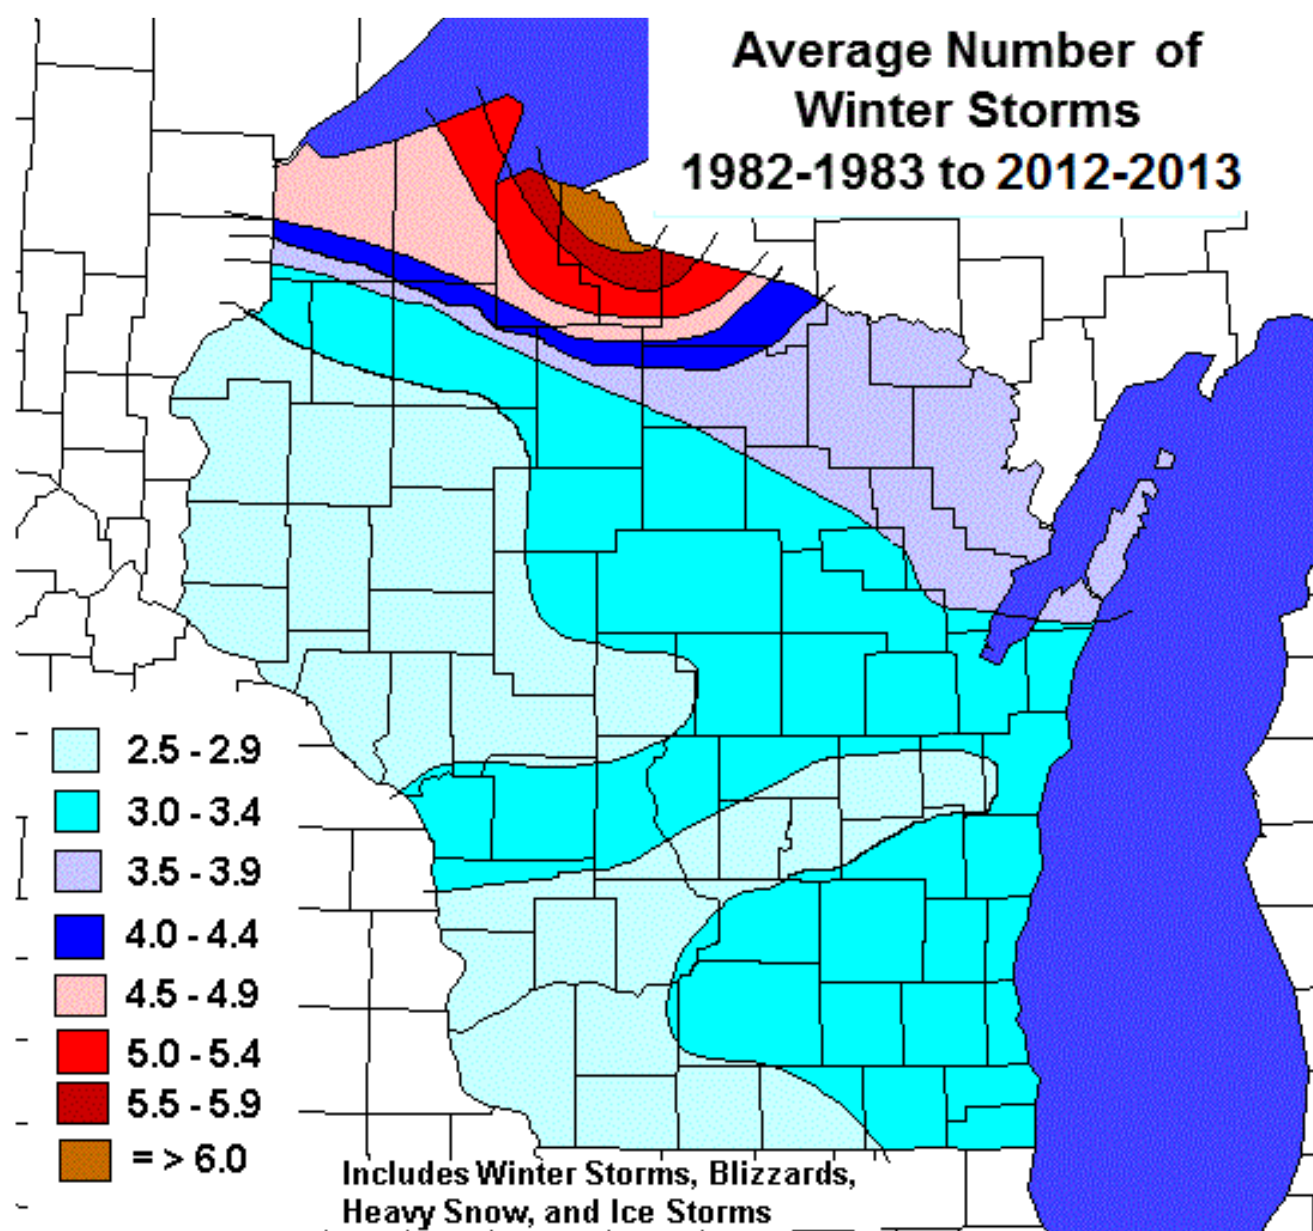 Average Number of
Winter Storms
1982-1983 to 2012-2013
2.5 - 2.9
3.0 - 3.4
3.5 - 3.9
4.0 - 4.4
4.5 - 4.9
5.0 - 5.4
5.5 - 5.9
= > 6.0
Includes Winter Storms, Blizzards,
Heavy Snow, and Ice Storms